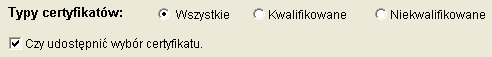 Typy certyfikatów: Wszystkie Kwalifikowane Niekwalifikowane
Czy udostępnić wybór certyfikatu.